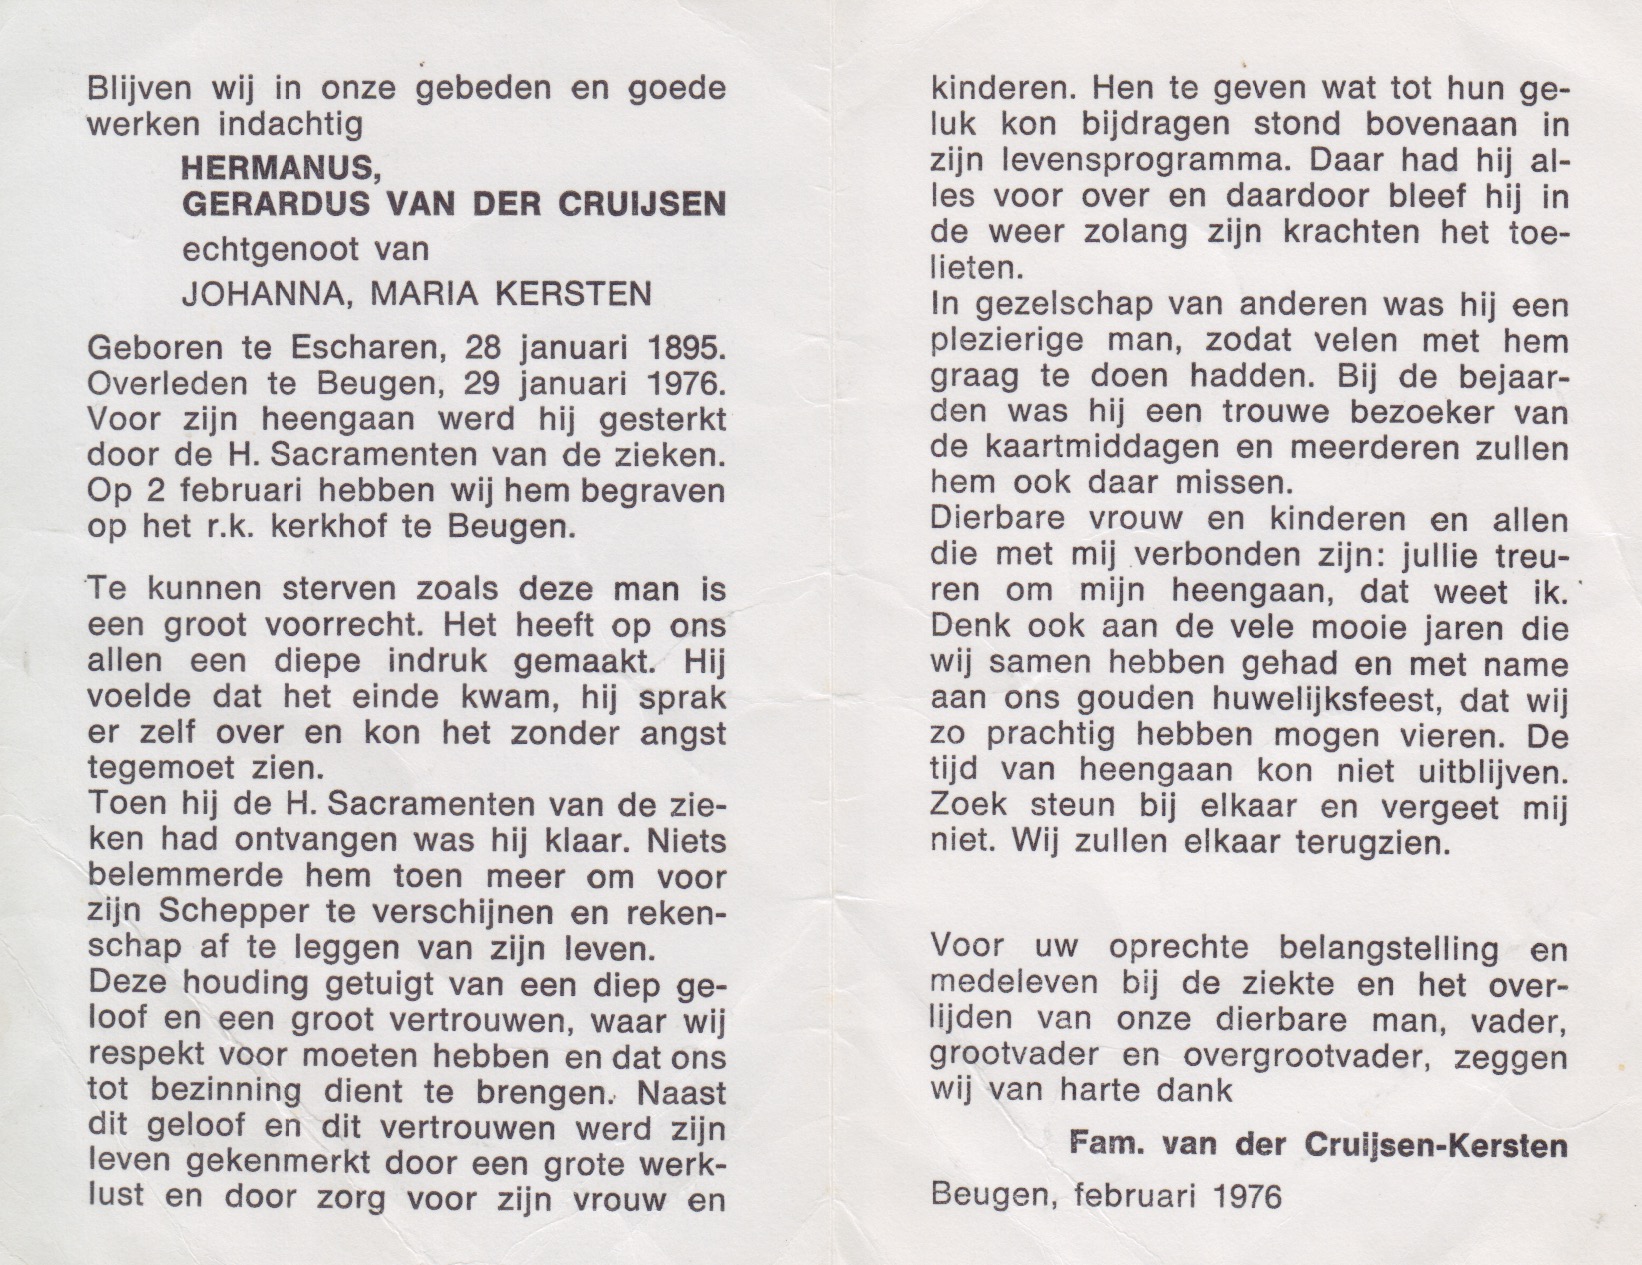 Blijven wij in onze gebeden en goede
werken indachtig
HERMANUS,
GERARDUS VAN DER CRUIJSEN
echtgenoot van
JOHANNA, MARIA KERSTEN
Geboren te Escharen, 28 januari 1895.
Overleden te Beugen, 29 januari 1976.
Voor zijn heengaan werd hij gesterkt
door de H. Sacramenten van de zieken.
Op 2 februari hebben wij hem begraven
op het r.k. kerkhof te Beugen.
Te kunnen sterven zoals deze man is
een groot voorrecht. Het heeft op ons
allen een diepe indruk gemaakt. Hij
voelde dat het einde kwam, hij sprak
er zelf over en kon het zonder angst
tegemoet zien.
Toen hij de H. Sacramenten van de zie-
ken had ontvangen was hij klaar. Niets
belemmerde hem toen meer om voor
zijn Schepper te verschijnen en reken-
schap af te leggen van zijn leven.
Deze houding getuigt van een diep ge-
loof en een groot vertrouwen, waar wij
respekt voor moeten hebben en dat ons
tot bezinning dient te brengen. Naast
dit geloof en dit vertrouwen werd zijn
leven gekenmerkt door een grote werk-
lust en door zorg voor zijn vrouw en
kinderen. Hen te geven wat tot hun ge-
luk kon bijdragen stond bovenaan in
zijn levensprogramma. Daar had hij al-
les voor over en daardoor bleef hij in
de weer zolang zijn krachten het toe-
lieten.
In gezelschap van anderen was hij een
plezierige man, zodat velen met hem
graag te doen hadden. Bij de bejaar-
den was hij een trouwe bezoeker van
de kaartmiddagen en meerderen zullen
hem ook daar missen.
Dierbare vrouw en kinderen en allen
die met mij verbonden zijn: jullie treu-
ren om mijn heengaan, dat weet ik.
Denk ook aan de vele mooie jaren die
wij samen hebben gehad en met name
aan ons gouden huwelijksfeest, dat wij
zo prachtig hebben mogen vieren. De
tijd van heengaan kon niet uitblijven.
Zoek steun bij elkaar en vergeet mij
niet. Wij zullen elkaar terugzien.
Voor uw oprechte belangstelling en
medeleven bij de ziekte en het over-
lijden van onze dierbare man, vader,
grootvader en overgrootvader, zeggen
wij van harte dank
Fam. van der Cruijsen-Kersten
Beugen, februari 1976